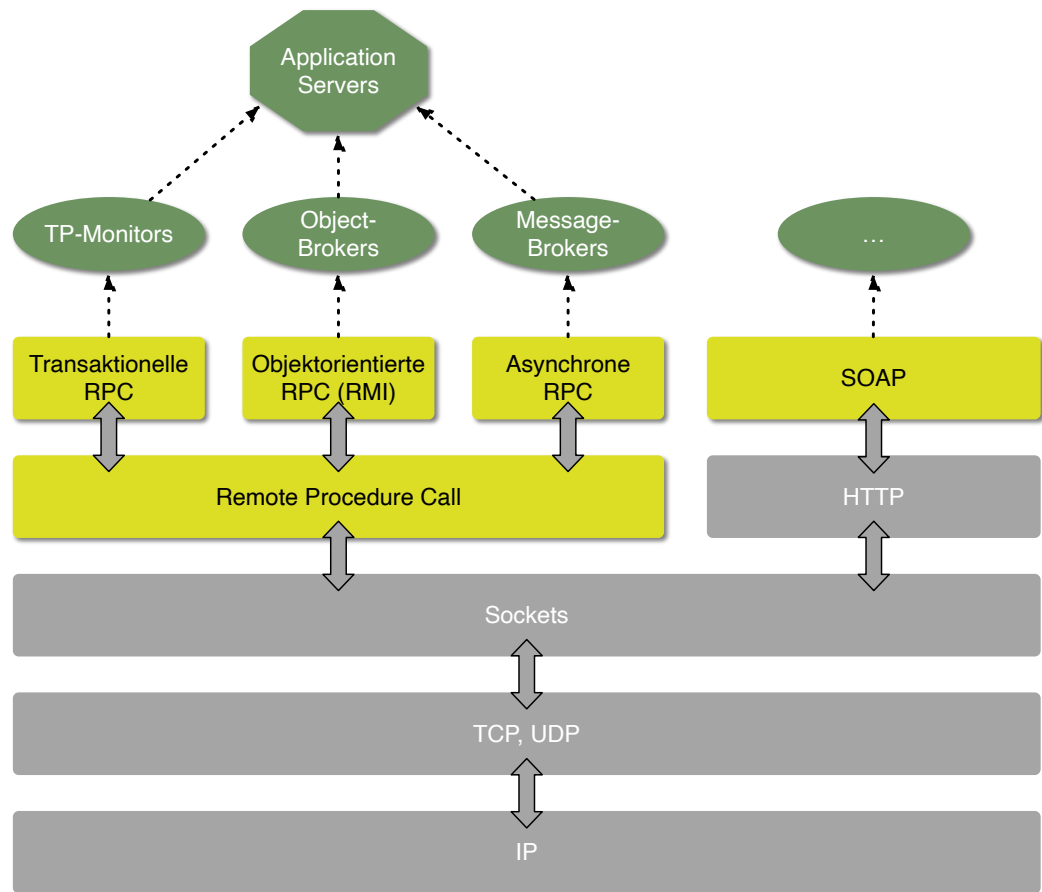 Application
Servers
TP-Monitors
Object-
Brokers
Message-
Brokers
...
Transaktionelle
RPC
Objektorientierte
RPC (RMI)
Asynchrone
RPC
SOAP
Remote Procedure Call
HTTP
Sockets
TCP, UDP
IP